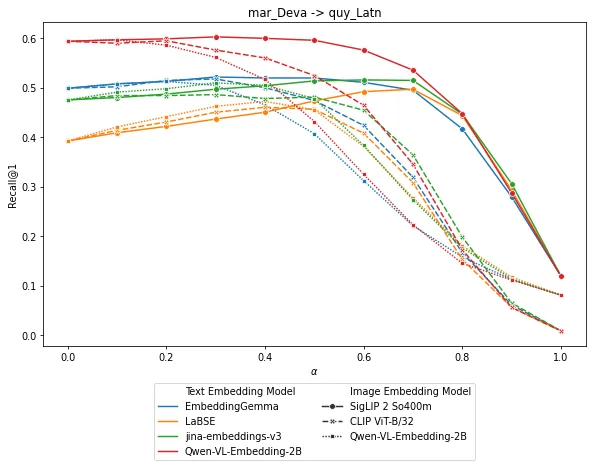 mar_Deva -> quy_Latn
Recall@1
0.6
0.5
0.4
0.3
0.2
0.1
0.0
0.0 0.2 0.4 0.6 0.8 1.0
α
Text Embedding Model Image Embedding Model
EmbeddingGemma SigLIP 2 So400m
LaBSE CLIP ViT-B/32
jina-embeddings-v3 Qwen-VL-Embedding-2B
Qwen-VL-Embedding-2B